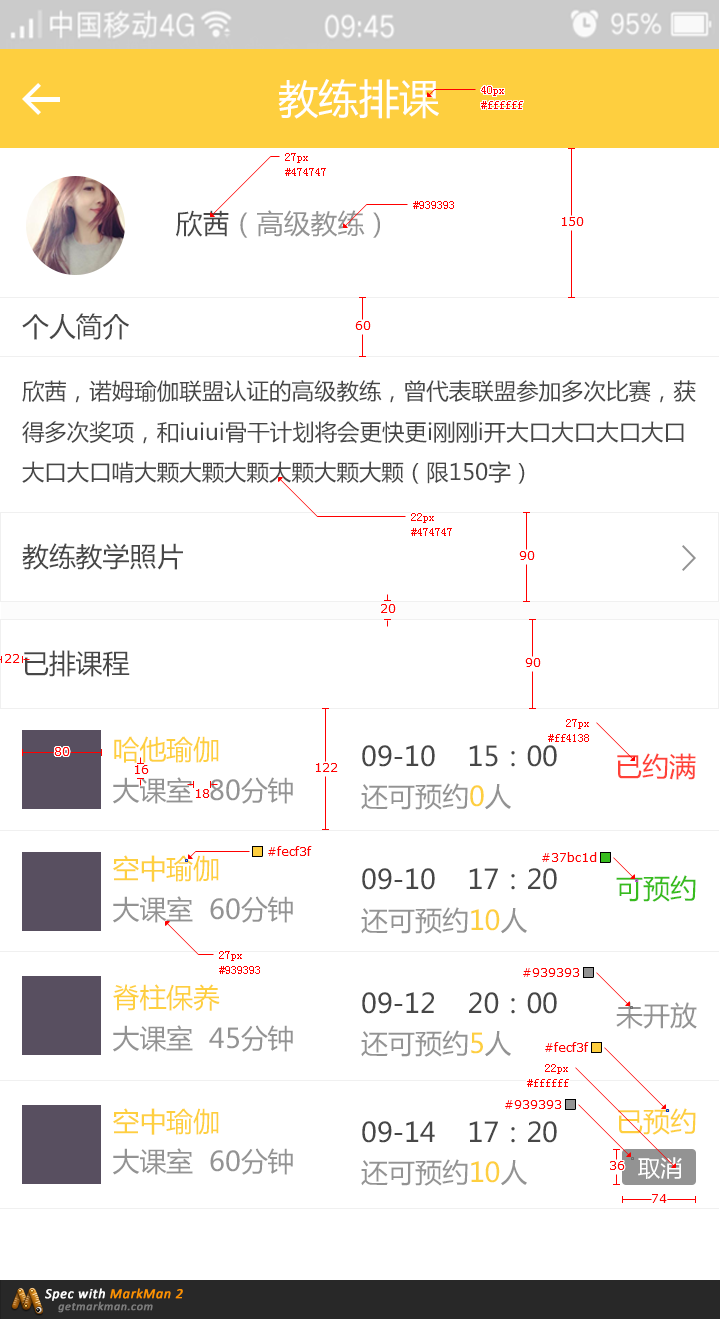 中国移动4G 09:45 95%
教练排课
40px
#ffffff
27px
#474747
欣茜（高级教练）
#939393
150
个人简介
60
欣茜，诺姆瑜伽联盟认证的高级教练，曾代表联盟参加多次比赛，获
得多次奖项，和iuiui骨干计划将会更快更i刚刚i开大口大口大口大口
大口大口啃大颗大颗大颗大颗大颗大颗（限150字）
22px
#474747
教练教学照片
90
20
22
已排课程
90
80
哈他瑜伽
16
大课室 80分钟
18
122
09-10 15：00
还可预约0人
27px
#ff4138
已约满
空中瑜伽
#fecf3f
大课室 60分钟
27px
#939393
09-10 17：20
还可预约10人
#37bc1d
可预约
脊柱保养
大课室 45分钟
09-12 20：00
还可预约5人
#939393
未开放
空中瑜伽
大课室 60分钟
09-14 17：20
还可预约10人
#fecf3f
22px
#ffffff
#939393
已预约
36
取消
74
Spec with MarkMan 2
getmarkman.com